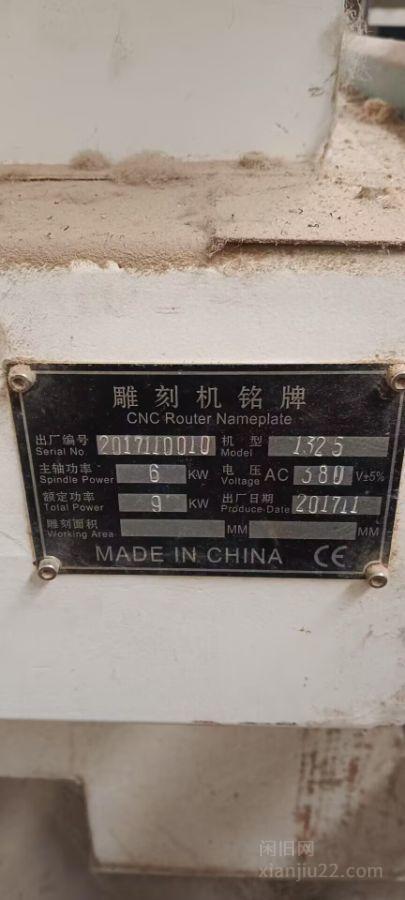 雕刻机铭牌
CNC Router Nameplate
出厂编号 2017110010 机型 1325
Serial No. Model
主轴功率 6 KW 电压 AC 380 V±5%
Spindle Power Voltage
额定功率 9 KW 出厂日期 201711
Total Power Produce-Date
雕刻面积 MM MM
Working Area
MADE IN CHINA CE
闲旧网
xianjiu22.com